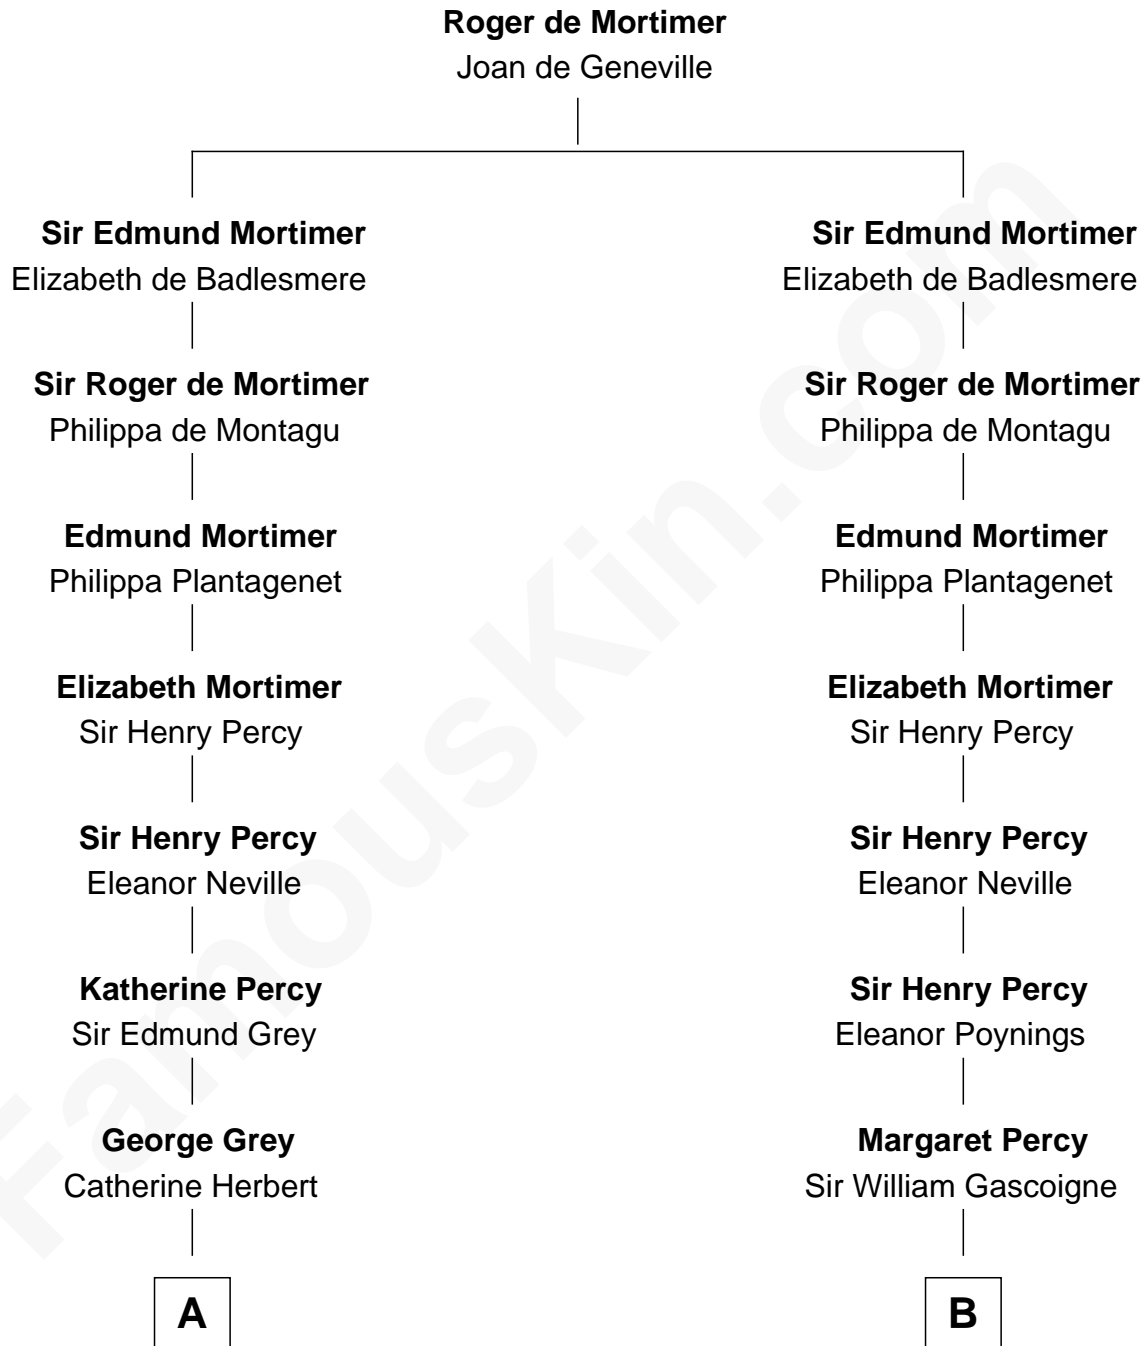 Roger de Mortimer
Joan de Geneville
Sir Edmund Mortimer
Elizabeth de Badlesmere
Sir Roger de Mortimer
Philippa de Montagu
Edmund Mortimer
Philippa Plantagenet
Elizabeth Mortimer
Sir Henry Percy
Sir Henry Percy
Eleanor Neville
Katherine Percy
Sir Edmund Grey
George Grey
Catherine Herbert
A
Sir Edmund Mortimer
Elizabeth de Badlesmere
Sir Roger de Mortimer
Philippa de Montagu
Edmund Mortimer
Philippa Plantagenet
Elizabeth Mortimer
Sir Henry Percy
Sir Henry Percy
Eleanor Neville
Sir Henry Percy
Eleanor Poynings
Margaret Percy
Sir William Gascoigne
B
FamousKin.com